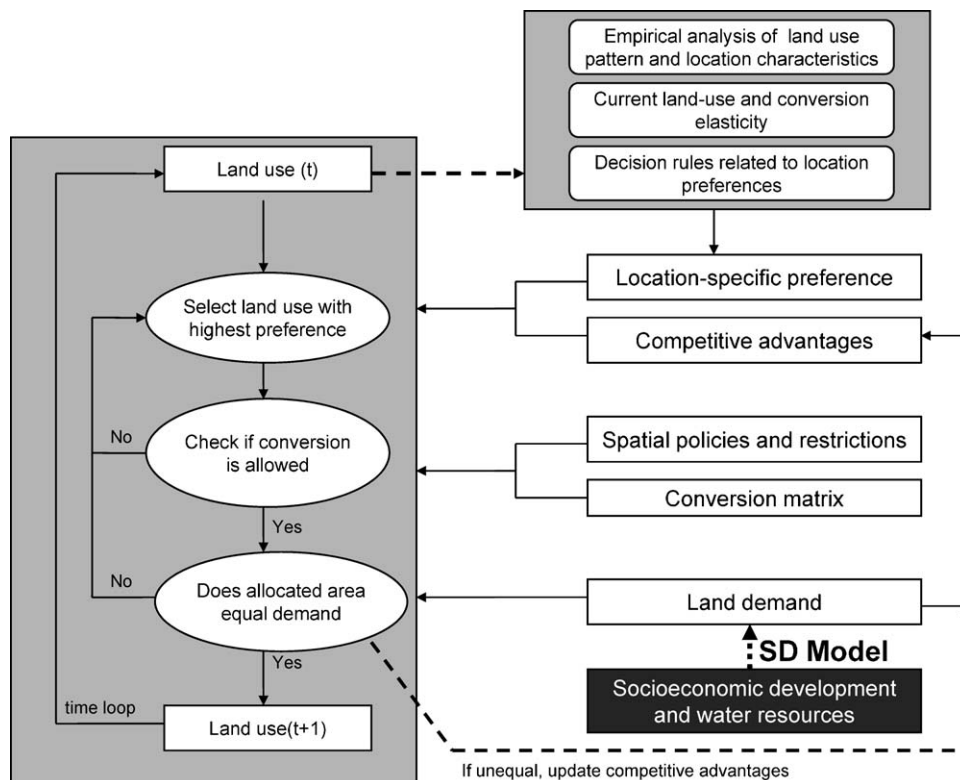 Empirical analysis of land use
pattern and location characteristics
Current land-use and conversion
elasticity
Decision rules related to location
preferences
Land use (t)
Location-specific preference
Select land use with
highest preference
Competitive advantages
No
Check if conversion
is allowed
Spatial policies and restrictions
Conversion matrix
Yes
No
Does allocated area
equal demand
Land demand
Yes
SD Model
Socioeconomic development
and water resources
time loop
Land use(t+1)
If unequal, update competitive advantages